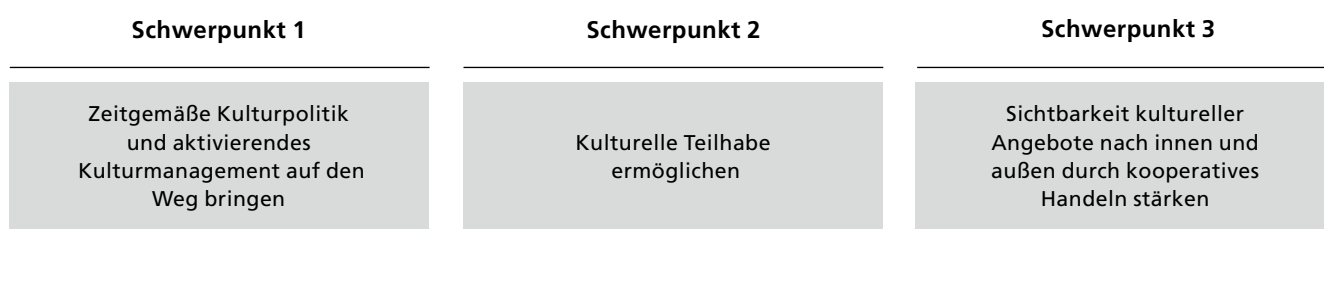 Schwerpunkt 1
Zeitgemäße Kulturpolitik
und aktivierendes
Kulturmanagement auf den
Weg bringen
Schwerpunkt 2
Kulturelle Teilhabe
ermöglichen
Schwerpunkt 3
Sichtbarkeit kultureller
Angebote nach innen und
außen durch kooperatives
Handeln stärken